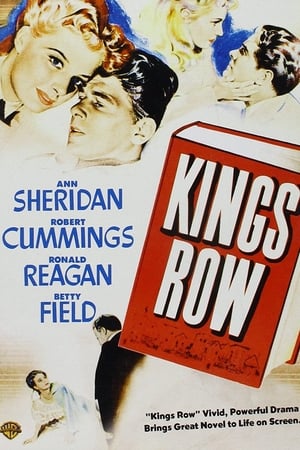 ANN
SHERIDAN
ROBERT
CUMMINGS
RONALD
REAGAN
BETTY
FIELD
KINGS
ROW
"Kings Row" Vivid, Powerful Drama
Brings Great Novel to Life on Screen.